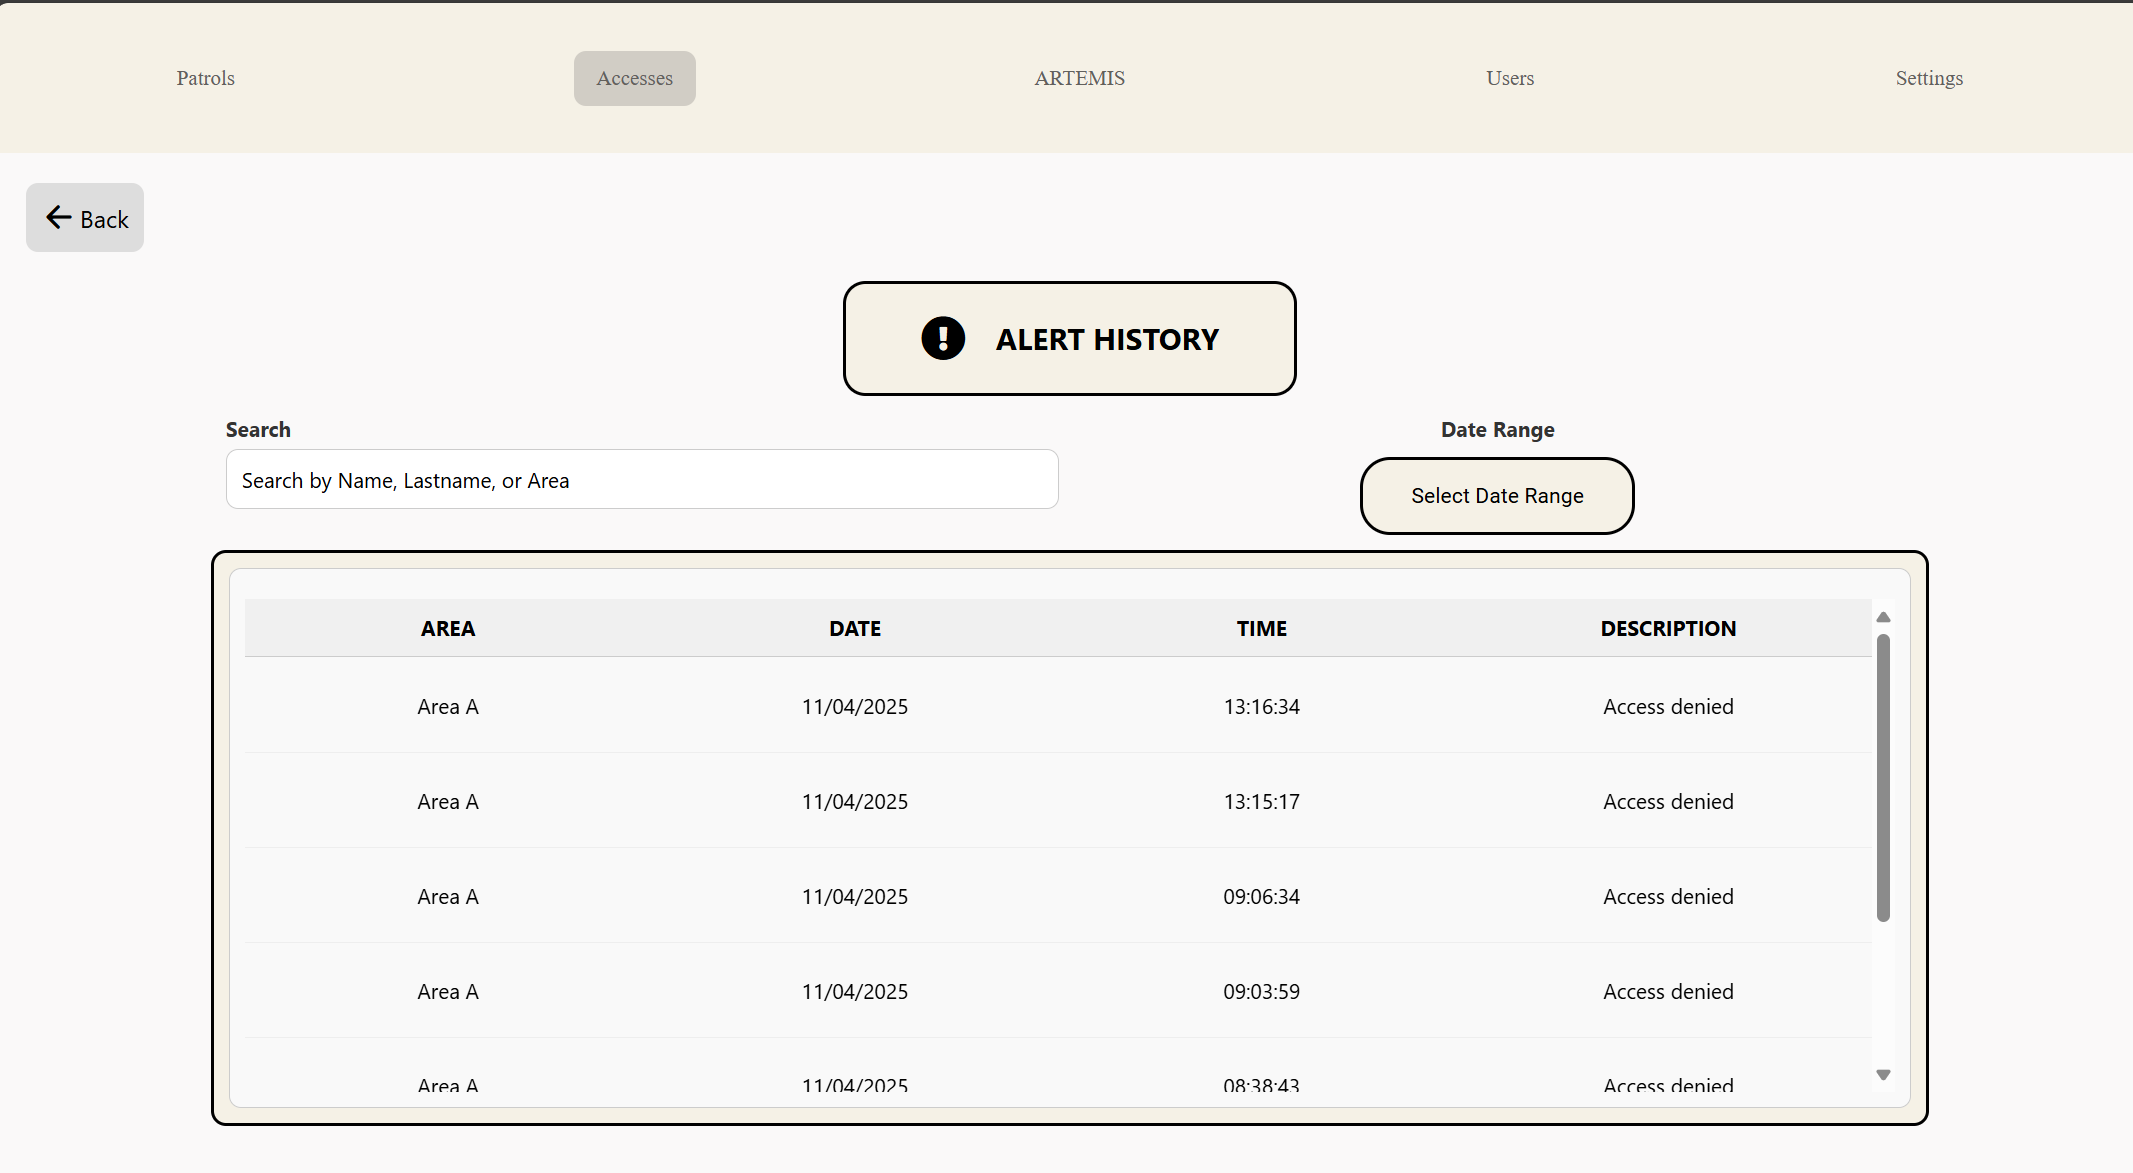 Patrols Accesses ARTEMIS Users Settings
Back
ALERT HISTORY
Search Date Range
Search by Name, Lastname, or Area
Select Date Range
AREA DATE TIME DESCRIPTION
Area A 11/04/2025 13:16:34 Access denied
Area A 11/04/2025 13:15:17 Access denied
Area A 11/04/2025 09:06:34 Access denied
Area A 11/04/2025 09:03:59 Access denied
Area A 11/04/2025 08:38:43 Access denied